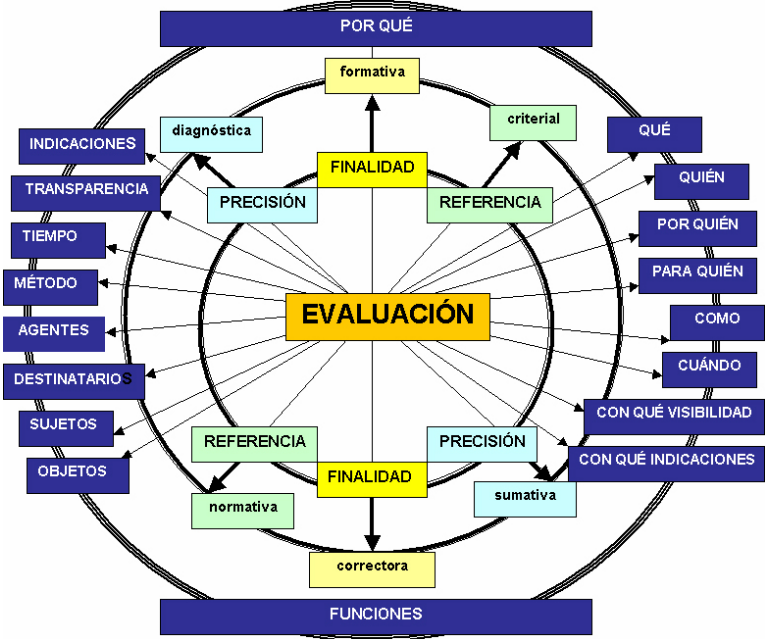 POR QUÉ
formativa
criterial
diagnóstica
QUÉ
INDICACIONES
FINALIDAD
QUIÉN
TRANSPARENCIA
PRECISIÓN
REFERENCIA
POR QUIÉN
TIEMPO
PARA QUIÉN
MÉTODO
EVALUACIÓN
COMO
AGENTES
CUÁNDO
DESTINATARIOS
CON QUÉ VISIBILIDAD
SUJETOS
REFERENCIA
PRECISIÓN
CON QUÉ INDICACIONES
OBJETOS
FINALIDAD
sumativa
normativa
correctora
FUNCIONES